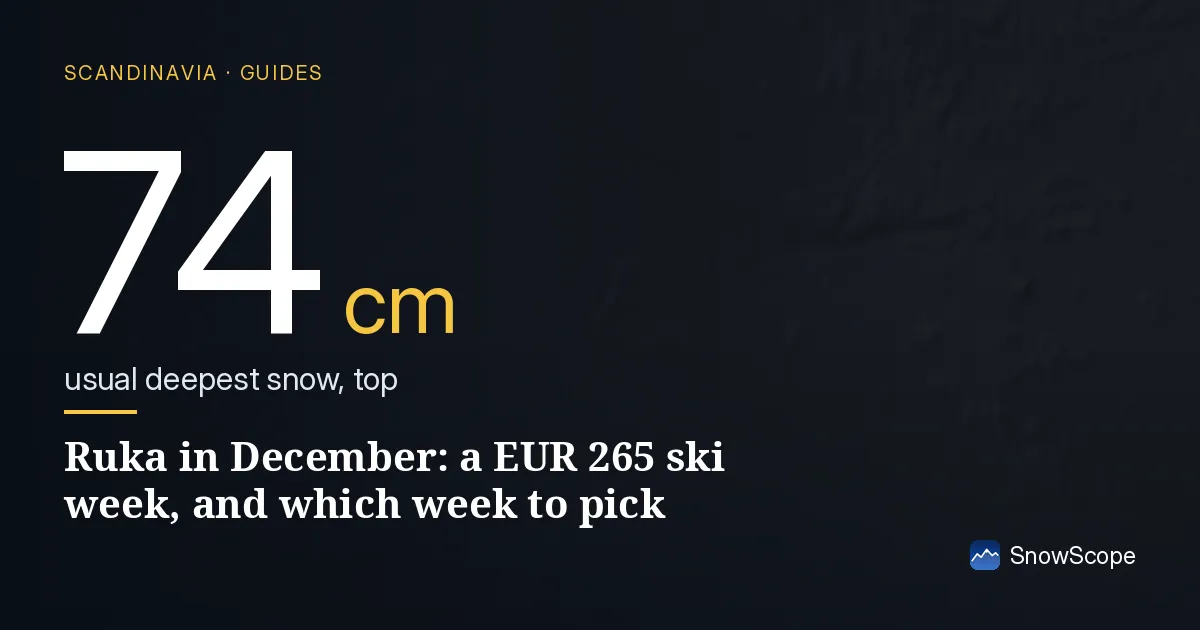 SCANDINAVIA · GUIDES
74 cm
usual deepest snow, top
Ruka in December: a EUR 265 ski
week, and which week to pick
SnowScope